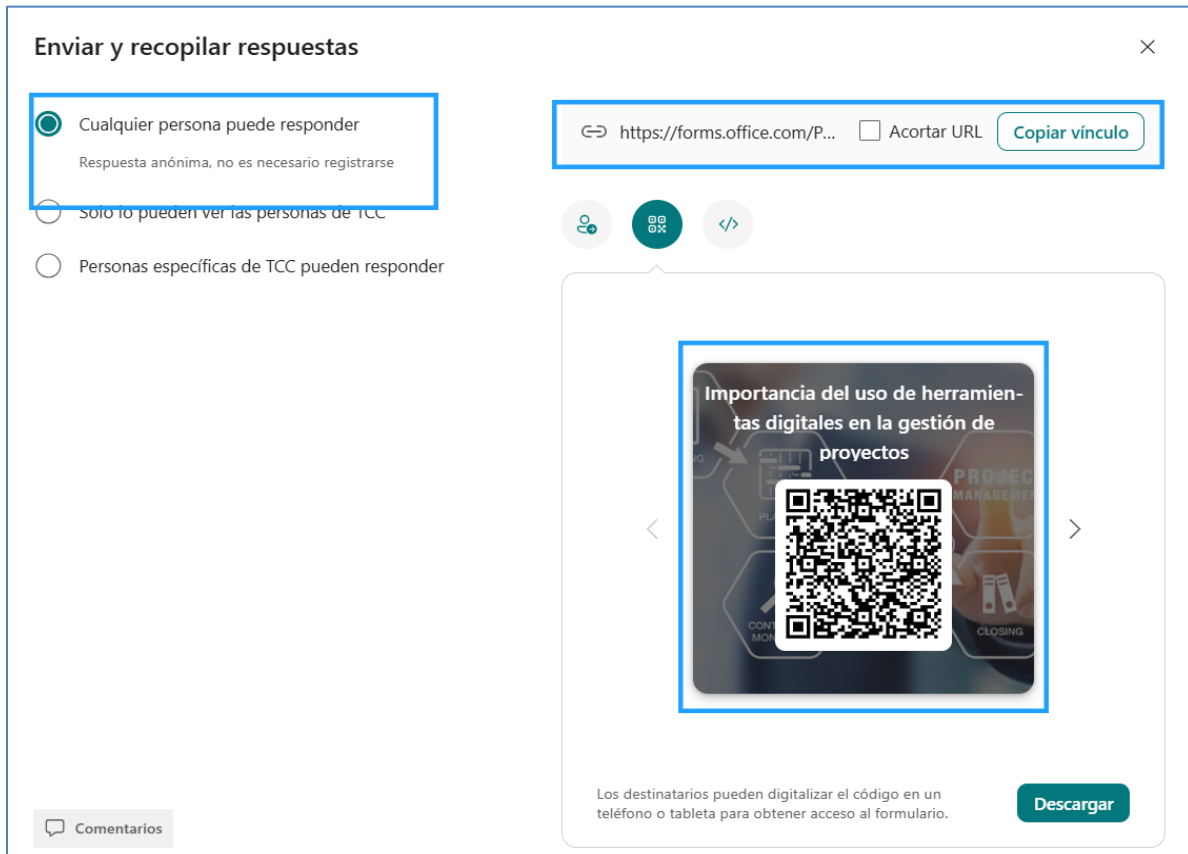 Enviar y recopilar respuestas
Cualquier persona puede responder
Respuesta anónima, no es necesario registrarse
Solo lo pueden ver las personas de TCC
Personas específicas de TCC pueden responder
https://forms.office.com/P...
Acortar URL
Copiar vínculo
Importancia del uso de herramien-
tas digitales en la gestión de
proyectos
PROJEC
MANAGEMEN
CLOSING
Los destinatarios pueden digitalizar el código en un
teléfono o tableta para obtener acceso al formulario.
Descargar
Comentarios